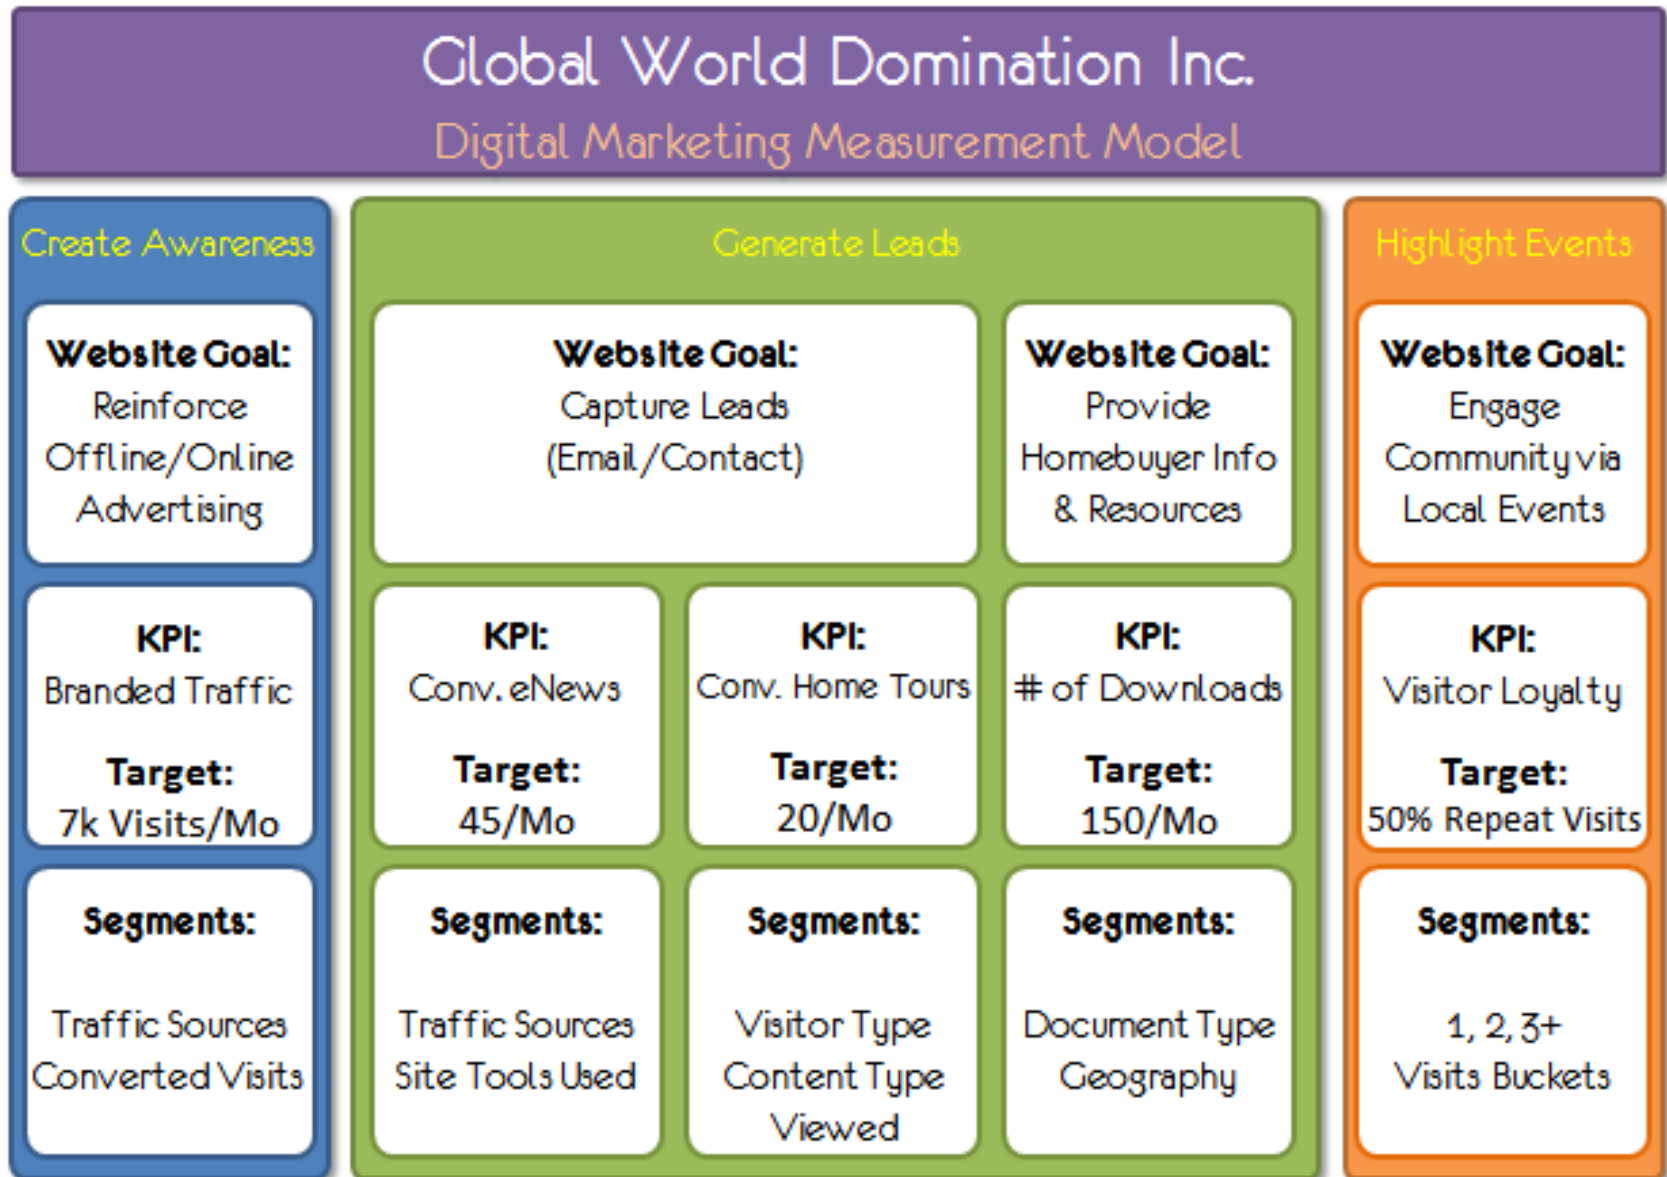 Global World Domination Inc.
Digital Marketing Measurement Model
Create Awareness
Website Goal:
Reinforce
Offline/Online
Advertising
KPI:
Branded Traffic
Target:
7k Visits/Mo
Segments:
Traffic Sources
Converted Visits
Generate Leads
Website Goal:
Capture Leads
(Email/Contact)
KPI:
Conv. eNews
Target:
45/Mo
Segments:
Traffic Sources
Site Tools Used
KPI:
Conv. Home Tours
Target:
20/Mo
Segments:
Visitor Type
Content Type
Viewed
Website Goal:
Provide
Homebuyer Info
& Resources
KPI:
# of Downloads
Target:
150/Mo
Segments:
Document Type
Geography
Highlight Events
Website Goal:
Engage
Community via
Local Events
KPI:
Visitor Loyalty
Target:
50% Repeat Visits
Segments:
1, 2, 3+
Visits Buckets